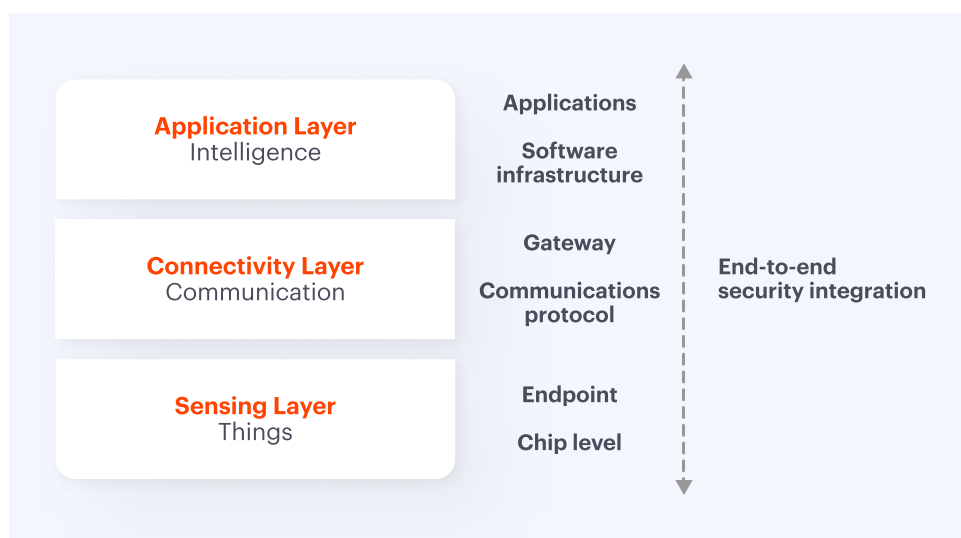 Application Layer
Intelligence
Applications
Software
infrastructure
Connectivity Layer
Communication
Gateway
Communications
protocol
End-to-end
security integration
Sensing Layer
Things
Endpoint
Chip level